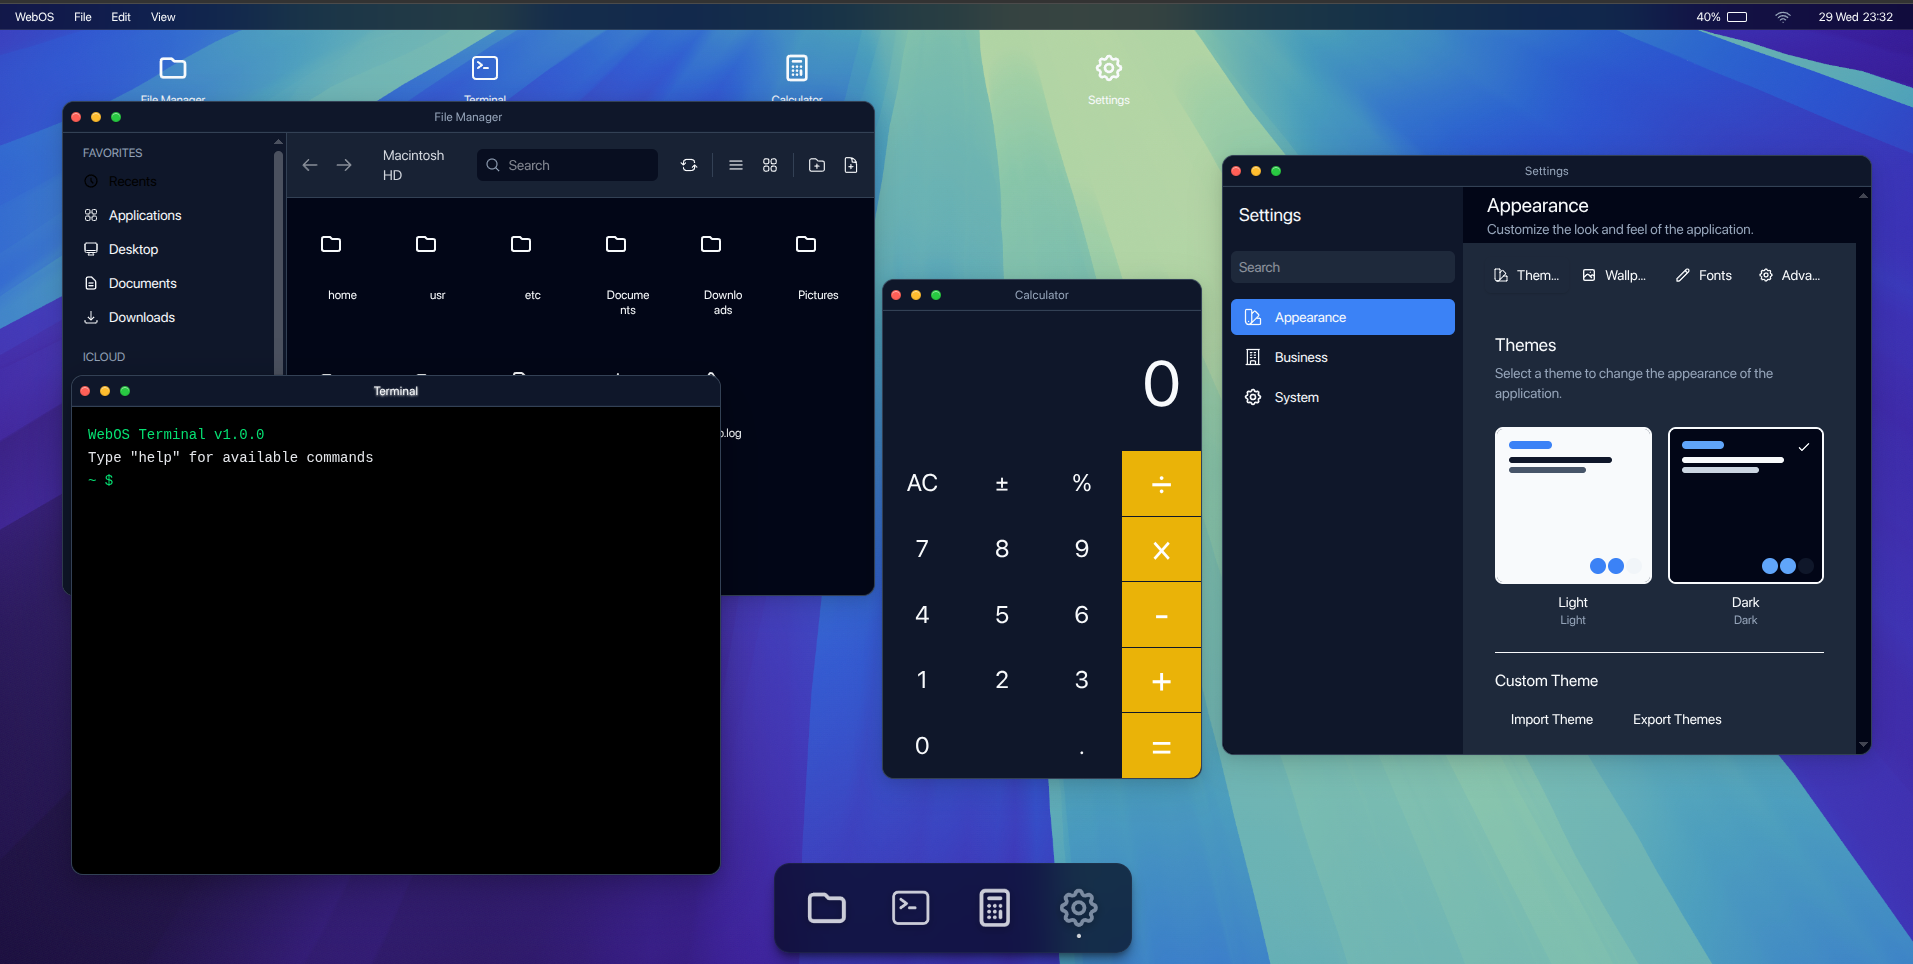 WebOS File Edit View
40% 29 Wed 23:32
File Manager
Terminal
Calculator
Settings
File Manager
FAVORITES
Recents
Applications
Desktop
Documents
Downloads
ICLOUD
Macintosh
HD
Search
home
usr
etc
Docume
nts
Downlo
ads
Pictures
.log
Terminal
WebOS Terminal v1.0.0
Type "help" for available commands
~ $
Calculator
0
AC ± % ÷
7 8 9 ×
4 5 6 -
1 2 3 +
0 . =
Settings
Settings
Search
Appearance
Business
System
Appearance
Customize the look and feel of the application.
Them... Wallp... Fonts Adva...
Themes
Select a theme to change the appearance of the
application.
Light
Light
Dark
Dark
Custom Theme
Import Theme Export Themes